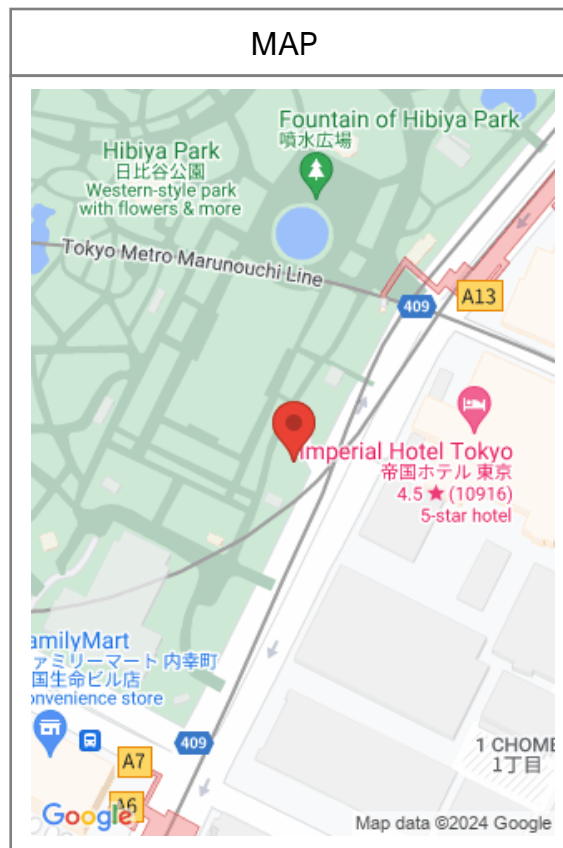 MAP
Fountain of Hibiya Park
噴水広場
Hibiya Park
日比谷公園
Western-style park
with flowers & more
Tokyo Metro Marunouchi Line
A13
409
Imperial Hotel Tokyo
帝国ホテル 東京
4.5 ★ (10916)
5-star hotel
amilyMart
ァミリーマート 内幸町
国生命ビル店
onvenience store
409
1 CHOME
1丁目
A7
A6
Google
Map data ©2024 Google